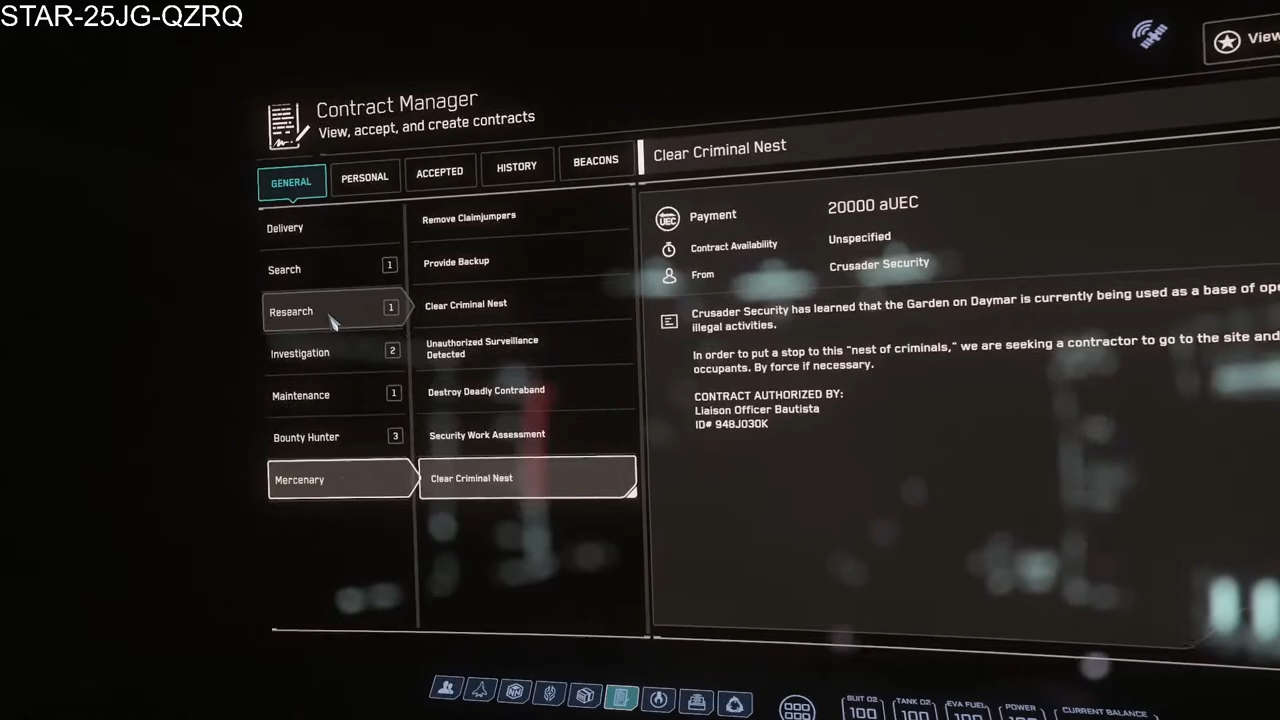 STAR-25JG-QZRQ
View
Contract Manager
View, accept, and create contracts
GENERAL
PERSONAL
ACCEPTED
HISTORY
BEACONS
Delivery
Search 1
Research 1
Investigation 2
Maintenance 1
Bounty Hunter 3
Mercenary
Remove Claimjumpers
Provide Backup
Clear Criminal Nest
Unauthorized Surveillance
Detected
Destroy Deadly Contraband
Security Work Assessment
Clear Criminal Nest
Clear Criminal Nest
UEC Payment 20000 aUEC
Contract Availability Unspecified
From Crusader Security
Crusader Security has learned that the Garden on Daymar is currently being used as a base of ope
illegal activities.
In order to put a stop to this "nest of criminals," we are seeking a contractor to go to the site and
occupants. By force if necessary.
CONTRACT AUTHORIZED BY:
Liaison Officer Bautista
ID# 948J030K
SUIT O2 TANK O2 EVA FUEL POWER CURRENT BALANCE
100 100 100